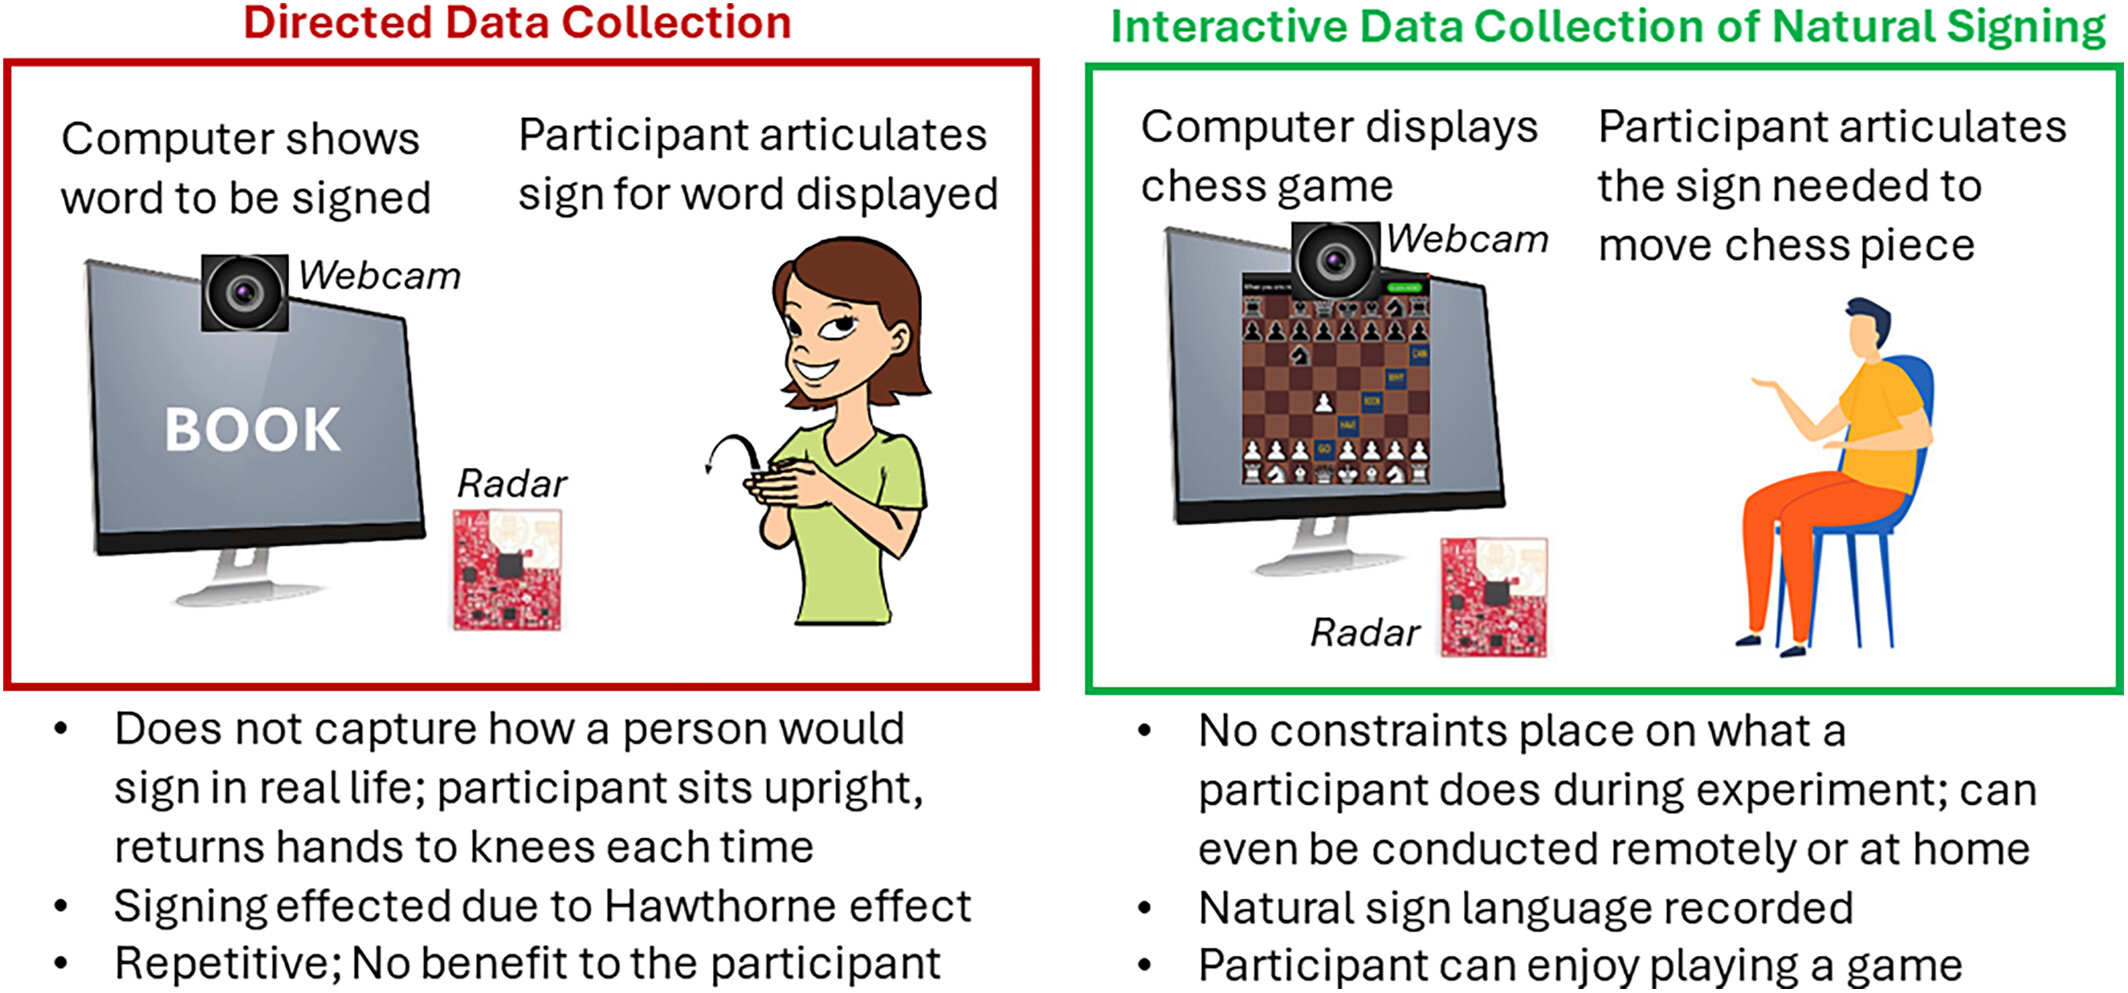 Directed Data Collection
Computer shows
word to be signed
Participant articulates
sign for word displayed
Webcam
BOOK
Radar
Does not capture how a person would
sign in real life; participant sits upright,
returns hands to knees each time
Signing effected due to Hawthorne effect
Repetitive; No benefit to the participant
Interactive Data Collection of Natural Signing
Computer displays
chess game
Participant articulates
the sign needed to
move chess piece
Webcam
WHY
BOOK
HAVE
GO
Radar
No constraints place on what a
participant does during experiment; can
even be conducted remotely or at home
Natural sign language recorded
Participant can enjoy playing a game